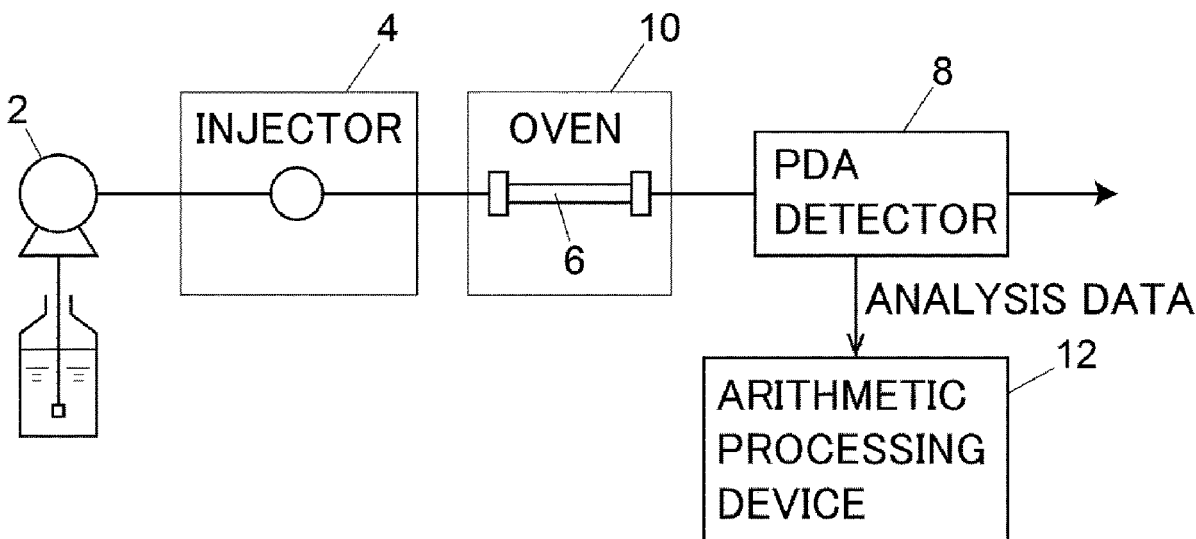 4
10
8
2
INJECTOR
OVEN
PDA
DETECTOR
6
ANALYSIS DATA
12
ARITHMETIC
PROCESSING
DEVICE